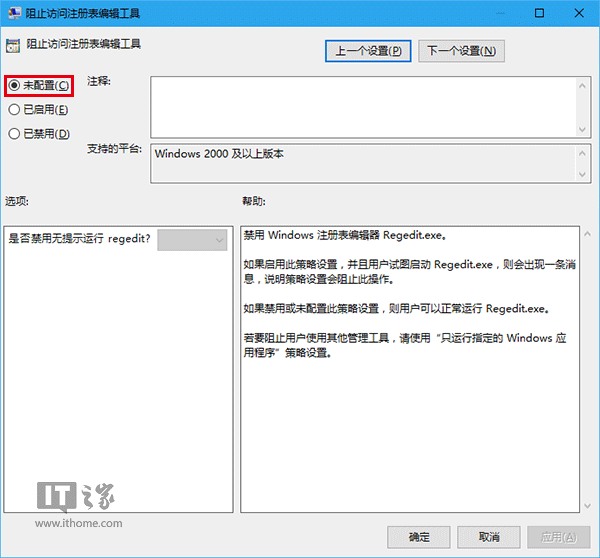 阻止访问注册表编辑工具
阻止访问注册表编辑工具
上一个设置(P)
下一个设置(N)
未配置(C)
注释:
已启用(E)
已禁用(D)
支持的平台:
Windows 2000 及以上版本
选项:
帮助:
是否禁用无提示运行 regedit?
禁用 Windows 注册表编辑器 Regedit.exe。
如果启用此策略设置，并且用户试图启动 Regedit.exe，则会出现一条消
息，说明策略设置会阻止此操作。
如果禁用或未配置此策略设置，则用户可以正常运行 Regedit.exe。
若要阻止用户使用其他管理工具，请使用“只运行指定的 Windows 应
用程序”策略设置。
IT之家
www.ithome.com
确定
取消
应用(A)